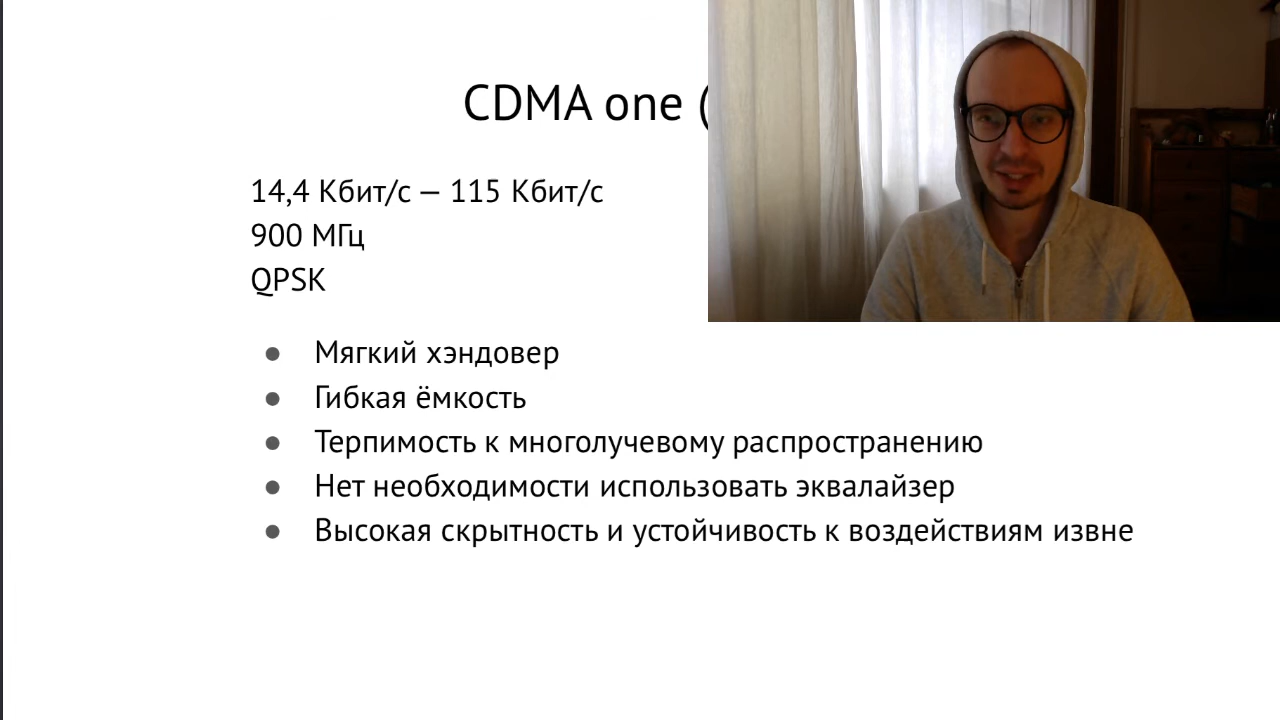 CDMA one (
14,4 Кбит/с — 115 Кбит/с
900 МГц
QPSK
● Мягкий хэндовер
● Гибкая ёмкость
● Терпимость к многолучевому распространению
● Нет необходимости использовать эквалайзер
● Высокая скрытность и устойчивость к воздействиям извне